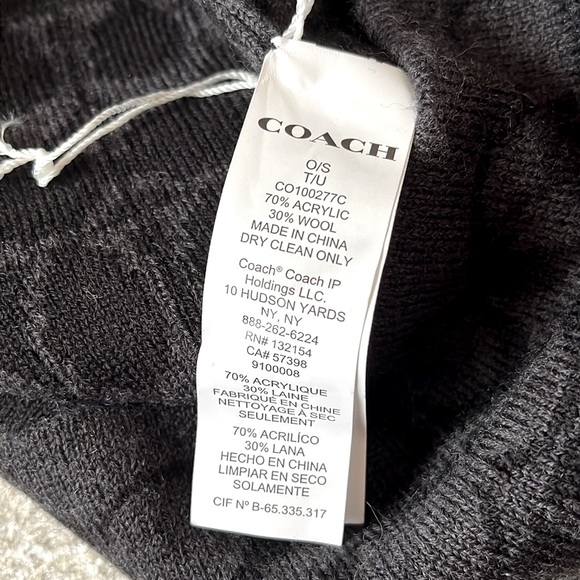 COACH
O/S
T/U
CO100277C
70% ACRYLIC
30% WOOL
MADE IN CHINA
DRY CLEAN ONLY
Coach® Coach IP
Holdings LLC.
10 HUDSON YARDS
NY, NY
888-262-6224
RN# 132154
CA# 57398
9100008
70% ACRYLIQUE
30% LAINE
FABRIQUÉ EN CHINE
NETTOYAGE À SEC
SEULEMENT
70% ACRILÍCO
30% LANA
HECHO EN CHINA
LIMPIAR EN SECO
SOLAMENTE
CIF Nº B-65.335.317